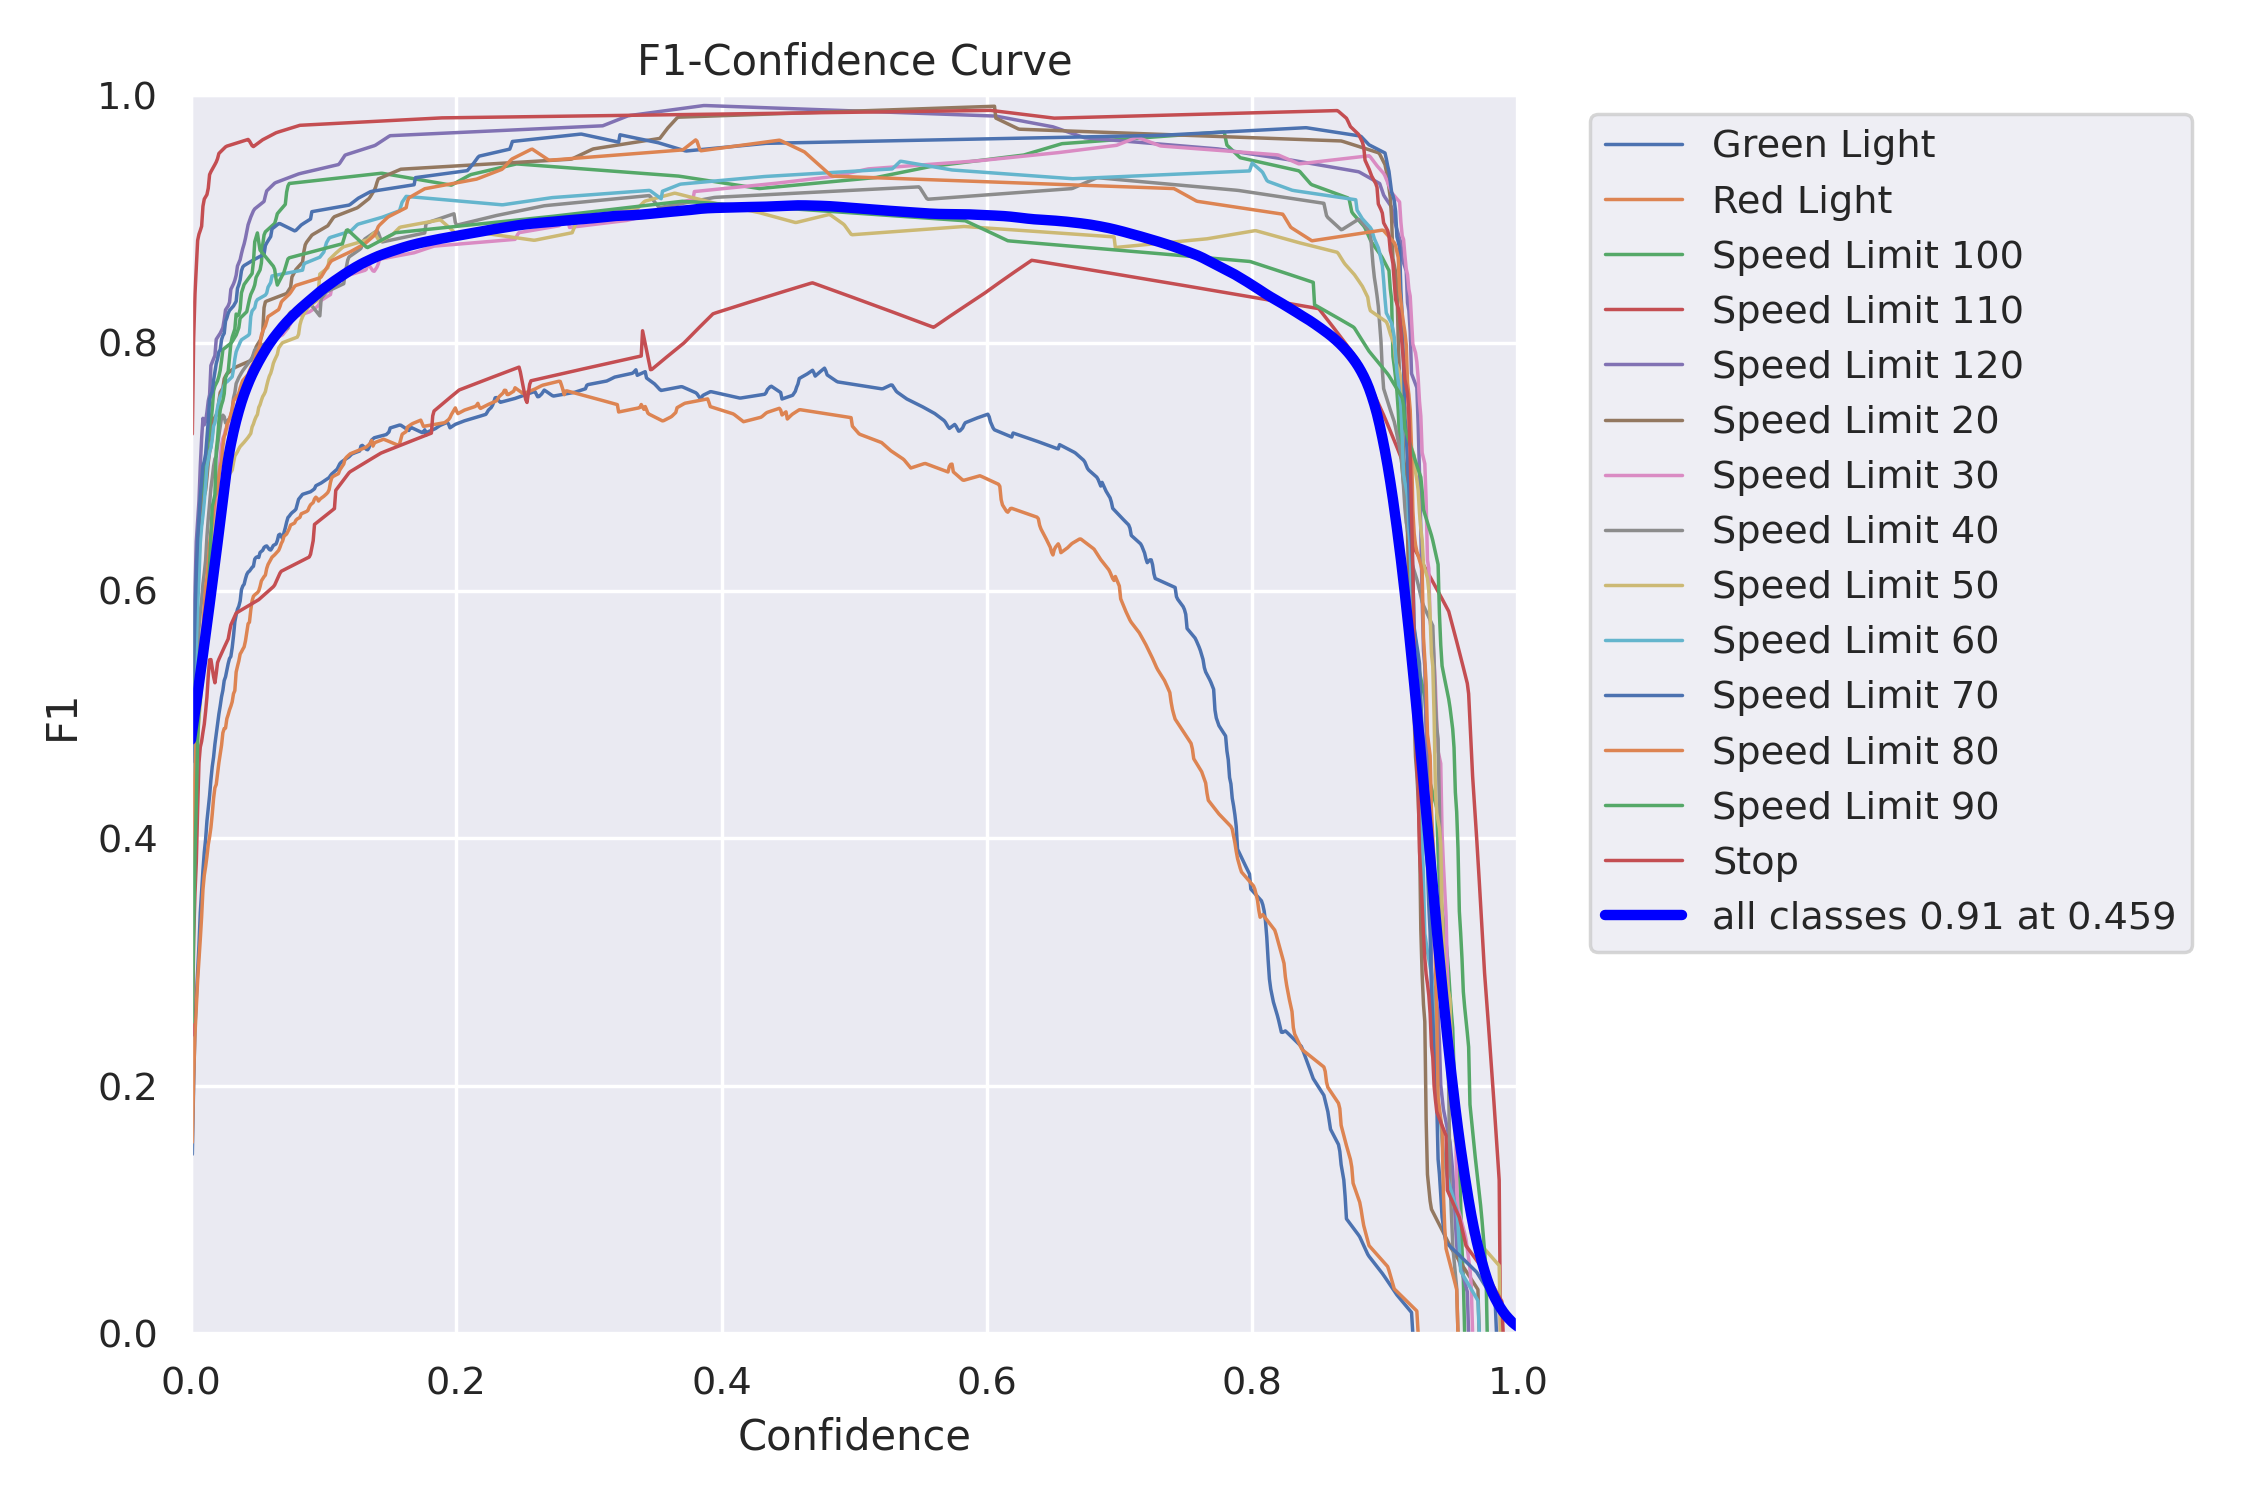 F1-Confidence Curve
1.0
0.8
0.6
0.4
0.2
0.0
F1
0.0 0.2 0.4 0.6 0.8 1.0
Confidence
Green Light
Red Light
Speed Limit 100
Speed Limit 110
Speed Limit 120
Speed Limit 20
Speed Limit 30
Speed Limit 40
Speed Limit 50
Speed Limit 60
Speed Limit 70
Speed Limit 80
Speed Limit 90
Stop
all classes 0.91 at 0.459